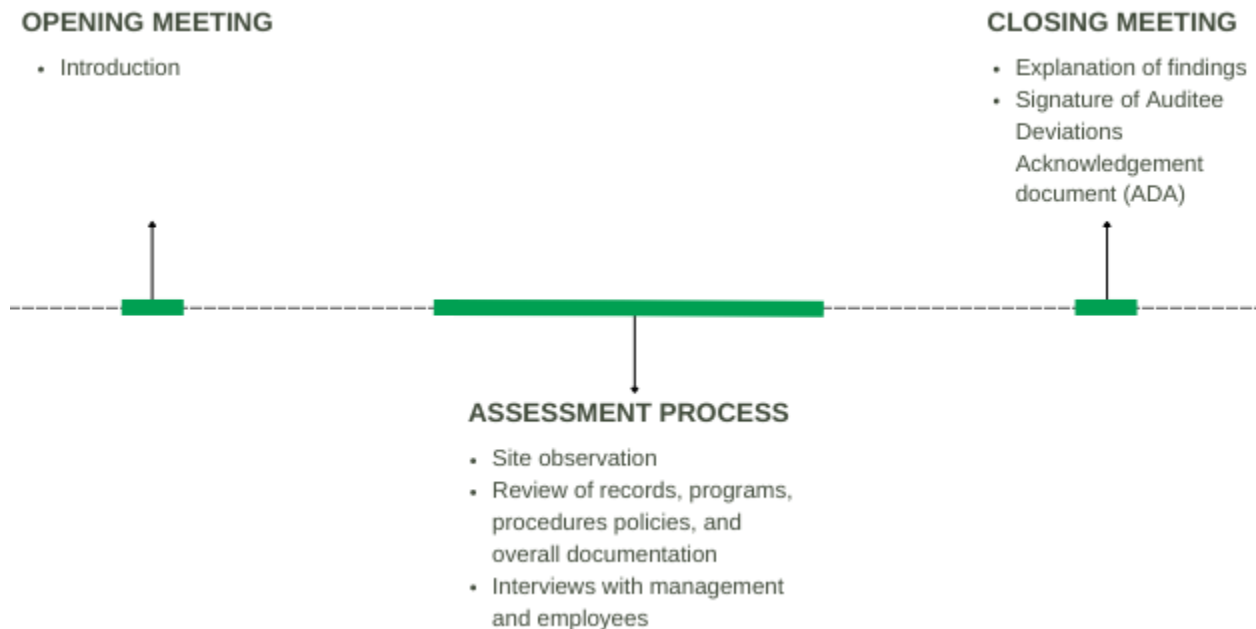 OPENING MEETING
• Introduction
CLOSING MEETING
• Explanation of findings
• Signature of Auditee
Deviations
Acknowledgement
document (ADA)
ASSESSMENT PROCESS
• Site observation
• Review of records, programs,
procedures policies, and
overall documentation
• Interviews with management
and employees